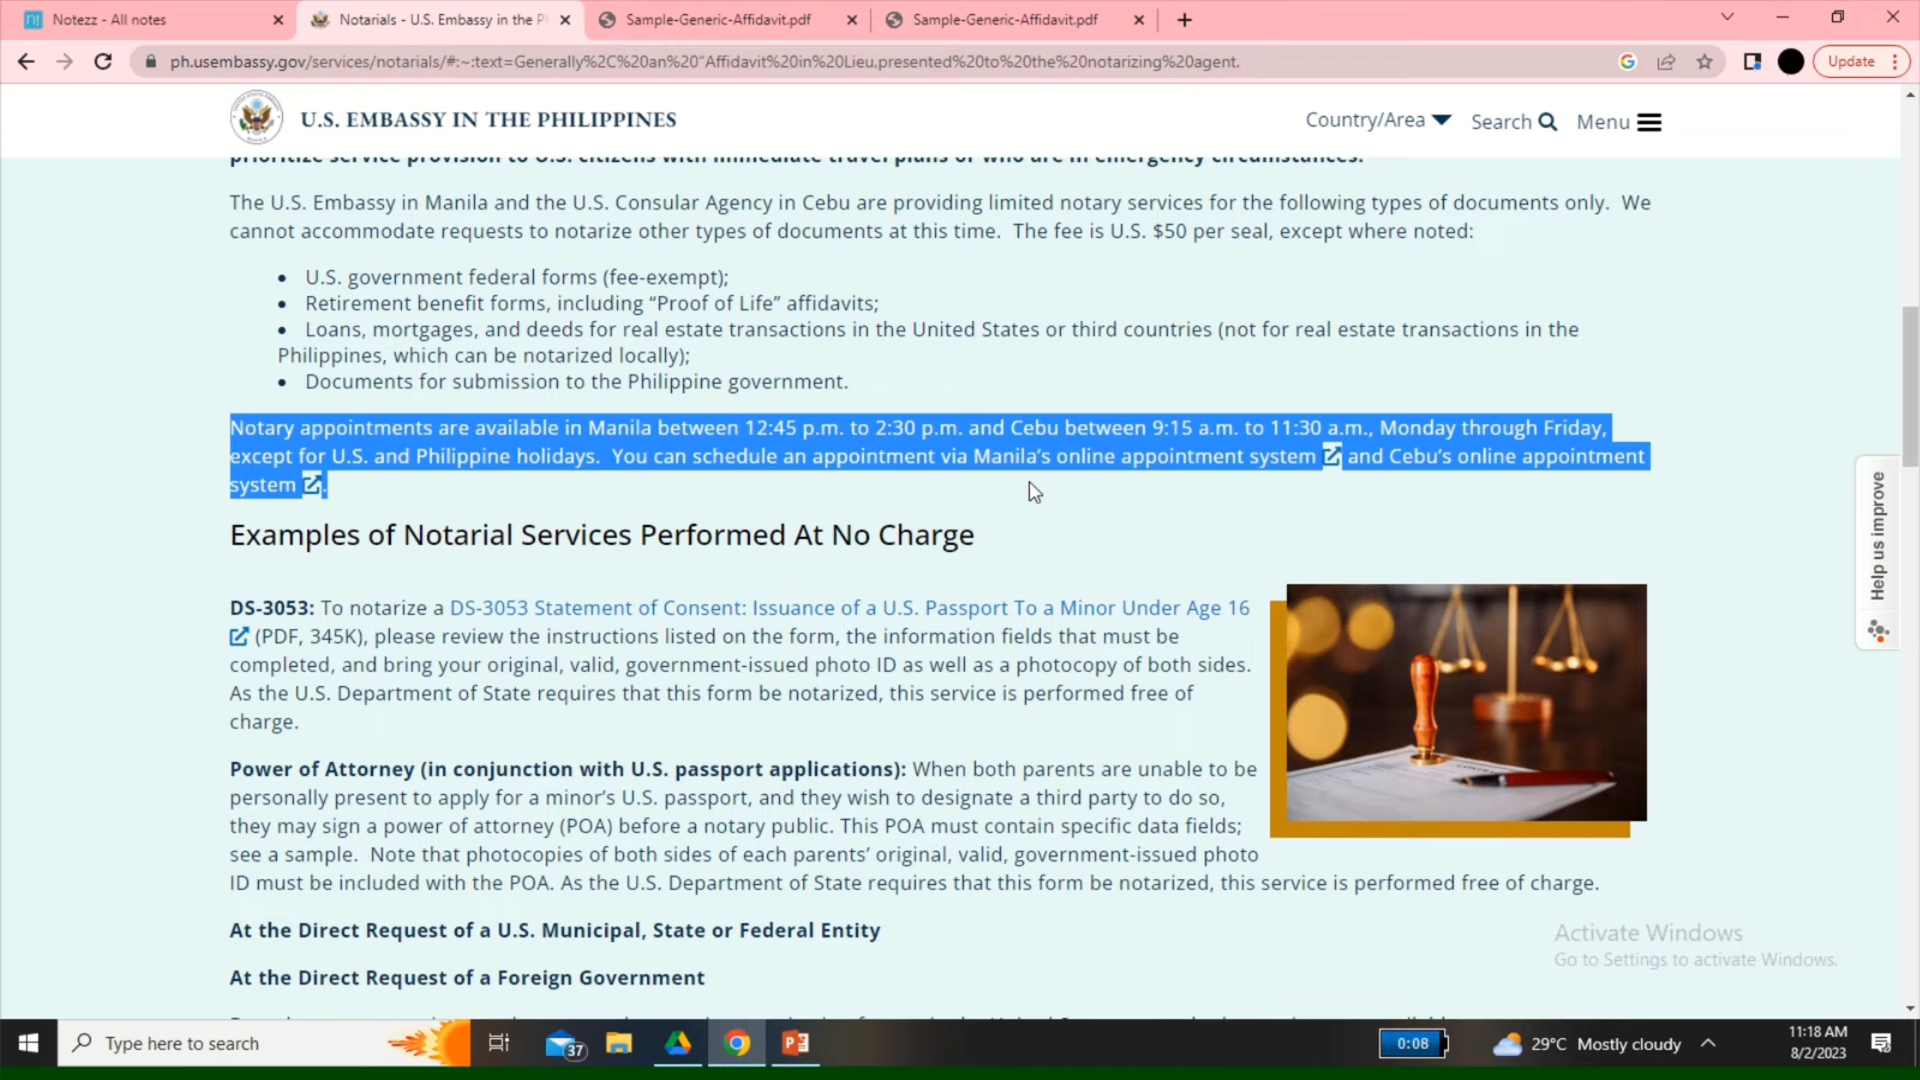 Notezz - All notes
Notarials - U.S. Embassy in the P
Sample-Generic-Affidavit.pdf
Sample-Generic-Affidavit.pdf
ph.usembassy.gov/services/notarials/#:~:text=Generally%2C%20an%20“Affidavit%20in%20Lieu,presented%20to%20the%20notarizing%20agent.
Update
U.S. EMBASSY IN THE PHILIPPINES
Country/Area
Search
Menu
prioritize service provision to U.S. citizens with immediate travel plans or who are in emergency circumstances.
The U.S. Embassy in Manila and the U.S. Consular Agency in Cebu are providing limited notary services for the following types of documents only. We
cannot accommodate requests to notarize other types of documents at this time. The fee is U.S. $50 per seal, except where noted:
• U.S. government federal forms (fee-exempt);
• Retirement benefit forms, including “Proof of Life” affidavits;
• Loans, mortgages, and deeds for real estate transactions in the United States or third countries (not for real estate transactions in the
Philippines, which can be notarized locally);
• Documents for submission to the Philippine government.
Notary appointments are available in Manila between 12:45 p.m. to 2:30 p.m. and Cebu between 9:15 a.m. to 11:30 a.m., Monday through Friday,
except for U.S. and Philippine holidays. You can schedule an appointment via Manila’s online appointment system and Cebu’s online appointment
system .
Examples of Notarial Services Performed At No Charge
DS-3053: To notarize a DS-3053 Statement of Consent: Issuance of a U.S. Passport To a Minor Under Age 16
(PDF, 345K), please review the instructions listed on the form, the information fields that must be
completed, and bring your original, valid, government-issued photo ID as well as a photocopy of both sides.
As the U.S. Department of State requires that this form be notarized, this service is performed free of
charge.
Power of Attorney (in conjunction with U.S. passport applications): When both parents are unable to be
personally present to apply for a minor’s U.S. passport, and they wish to designate a third party to do so,
they may sign a power of attorney (POA) before a notary public. This POA must contain specific data fields;
see a sample. Note that photocopies of both sides of each parents’ original, valid, government-issued photo
ID must be included with the POA. As the U.S. Department of State requires that this form be notarized, this service is performed free of charge.
At the Direct Request of a U.S. Municipal, State or Federal Entity
At the Direct Request of a Foreign Government
Help us improve
Activate Windows
Go to Settings to activate Windows.
Type here to search
37
0:08
29°C Mostly cloudy
11:18 AM
8/2/2023